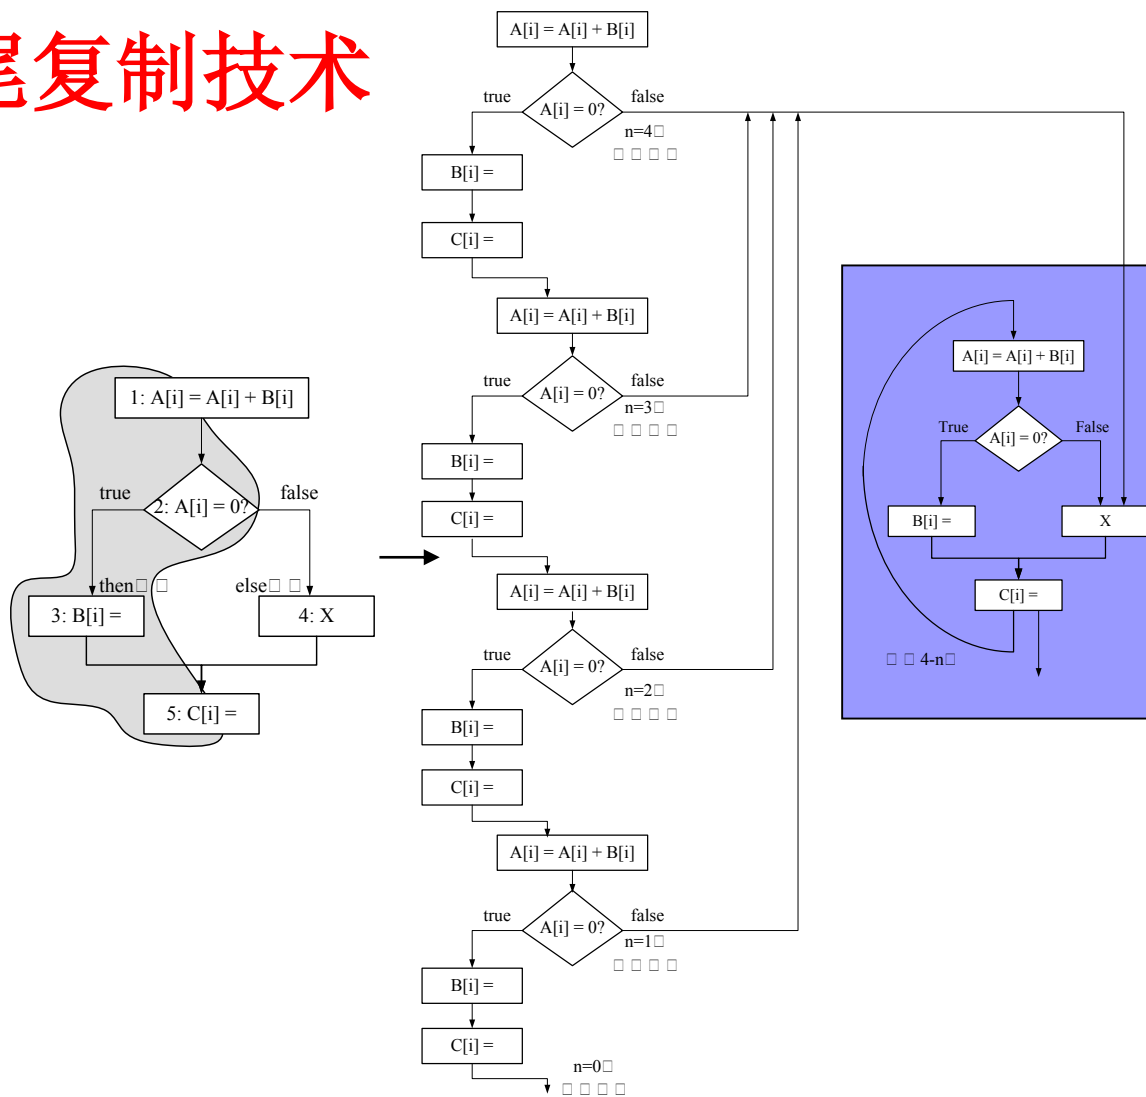 尾复制技术
A[i] = A[i] + B[i]
true
A[i] = 0?
false
n=4□
□ □ □ □
B[i] =
C[i] =
A[i] = A[i] + B[i]
true
A[i] = 0?
false
n=3□
□ □ □ □
B[i] =
C[i] =
A[i] = A[i] + B[i]
true
A[i] = 0?
false
n=2□
□ □ □ □
B[i] =
C[i] =
A[i] = A[i] + B[i]
true
A[i] = 0?
false
n=1□
□ □ □ □
B[i] =
C[i] =
n=0□
□ □ □ □
1: A[i] = A[i] + B[i]
true
2: A[i] = 0?
false
then□ □
else□ □
3: B[i] =
4: X
5: C[i] =
A[i] = A[i] + B[i]
True
A[i] = 0?
False
B[i] =
X
C[i] =
□ □ 4-n□